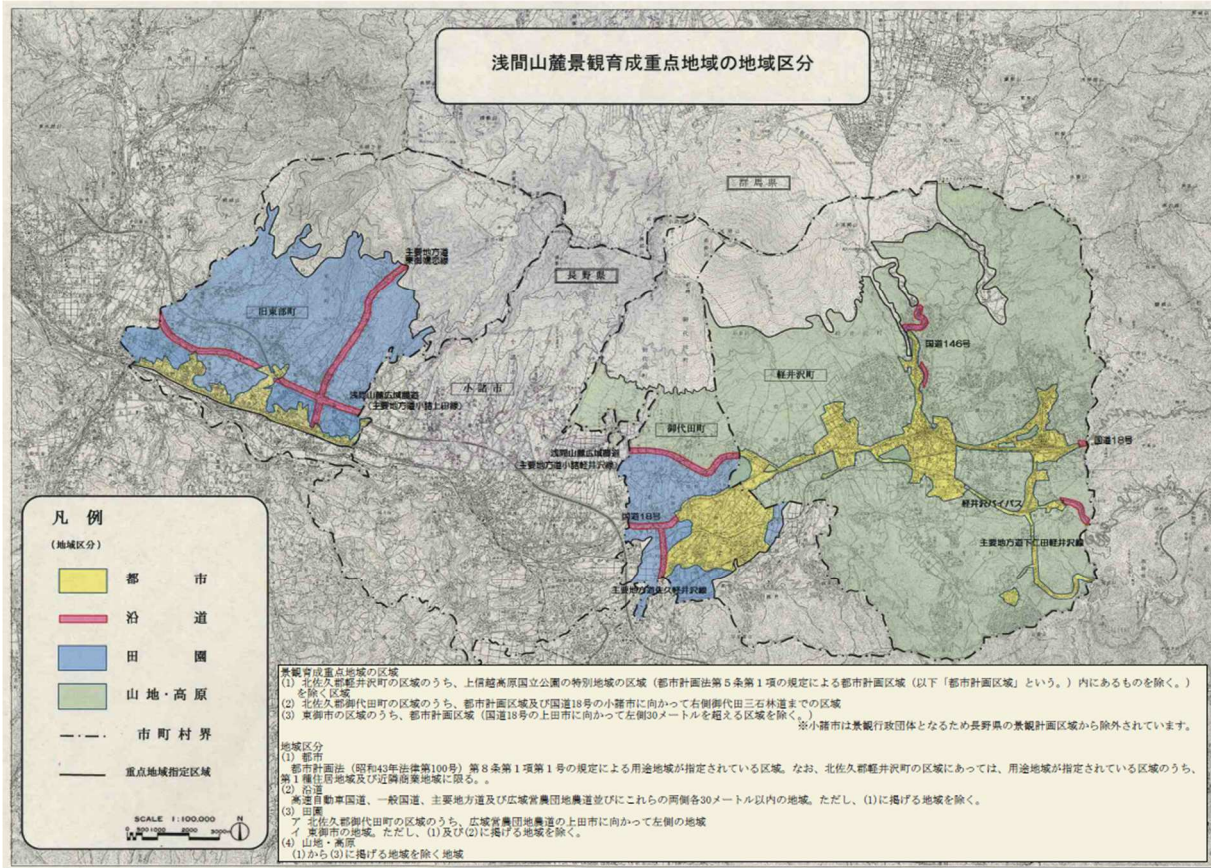 浅間山麓景観育成重点地域の地域区分
群馬県
長野県
主要地方道
東御嬬恋線
旧東部町
浅間山麓広域農道
(主要地方道小諸上田線)
小諸市
国道146号
軽井沢町
御代田町
浅間山麓広域農道
(主要地方道小諸軽井沢線)
国道18号
国道18号
軽井沢バイパス
主要地方道下仁田軽井沢線
主要地方道佐久軽井沢線
凡 例
(地域区分)
都 市
沿 道
田 園
山地・高原
市町村界
重点地域指定区域
SCALE 1:100,000
0 500 1000 2000 3000m
N
景観育成重点地域の区域
(1) 北佐久郡軽井沢町の区域のうち、上信越高原国立公園の特別地域の区域(都市計画法第5条第1項の規定による都市計画区域(以下「都市計画区域」という。)内にあるものを除く。)
を除く区域
(2) 北佐久郡御代田町の区域のうち、都市計画区域及び国道18号の小諸市に向かって右側御代田三石林道までの区域
(3) 東御市の区域のうち、都市計画区域(国道18号の上田市に向かって左側30メートルを超える区域を除く。)
※小諸市は景観行政団体となるため長野県の景観計画区域から除外されています。
地域区分
(1) 都市
都市計画法(昭和43年法律第100号)第8条第1項第1号の規定による用途地域が指定されている区域。なお、北佐久郡軽井沢町の区域にあっては、用途地域が指定されている区域のうち、
第1種住居地域及び近隣商業地域に限る。。
(2) 沿道
高速自動車国道、一般国道、主要地方道及び広域営農団地農道並びにこれらの両側各30メートル以内の地域。ただし、(1)に掲げる地域を除く。
(3) 田園
ア 北佐久郡御代田町の区域のうち、広域営農団地農道の上田市に向かって左側の地域
イ 東御市の地域。ただし、(1)及び(2)に掲げる地域を除く。
(4) 山地・高原
(1)から(3)に掲げる地域を除く地域